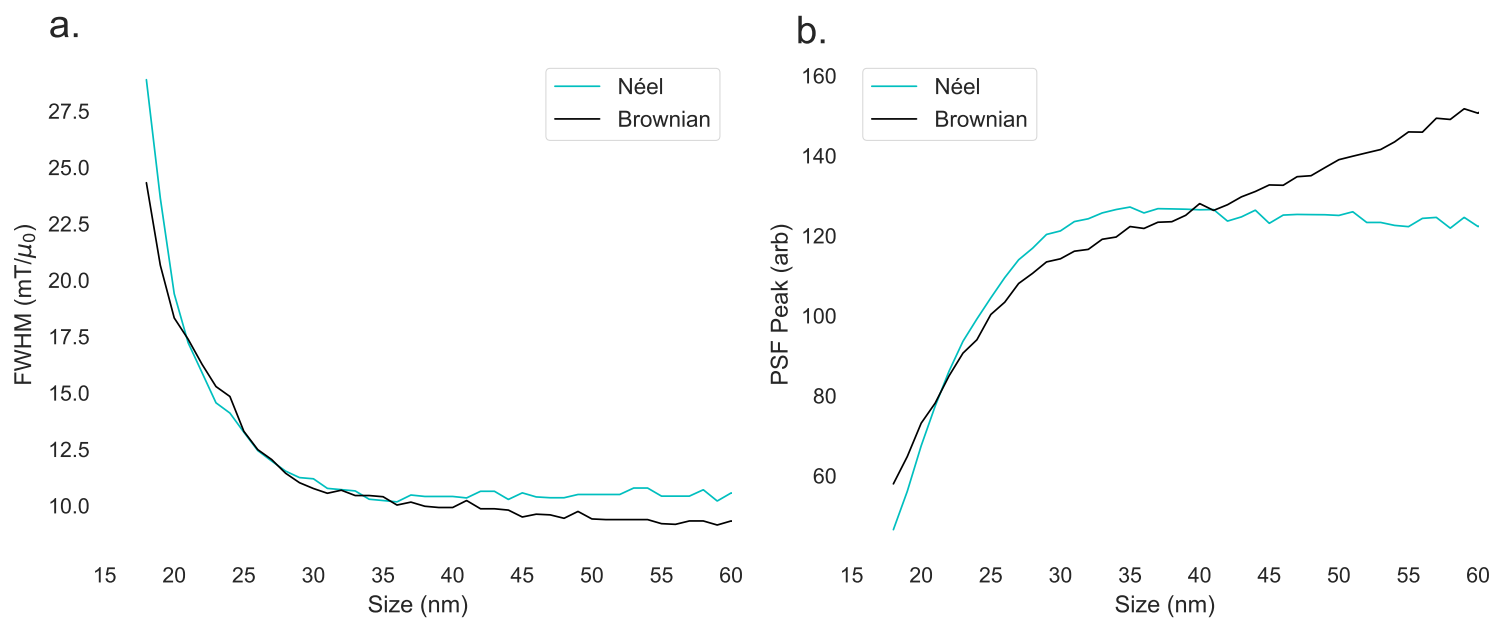 a.
Néel
Brownian
27.5
25.0
22.5
20.0
17.5
15.0
12.5
10.0
FWHM (mT/μ₀)
15 20 25 30 35 40 45 50 55 60
Size (nm)
b.
Néel
Brownian
160
140
120
100
80
60
PSF Peak (arb)
15 20 25 30 35 40 45 50 55 60
Size (nm)